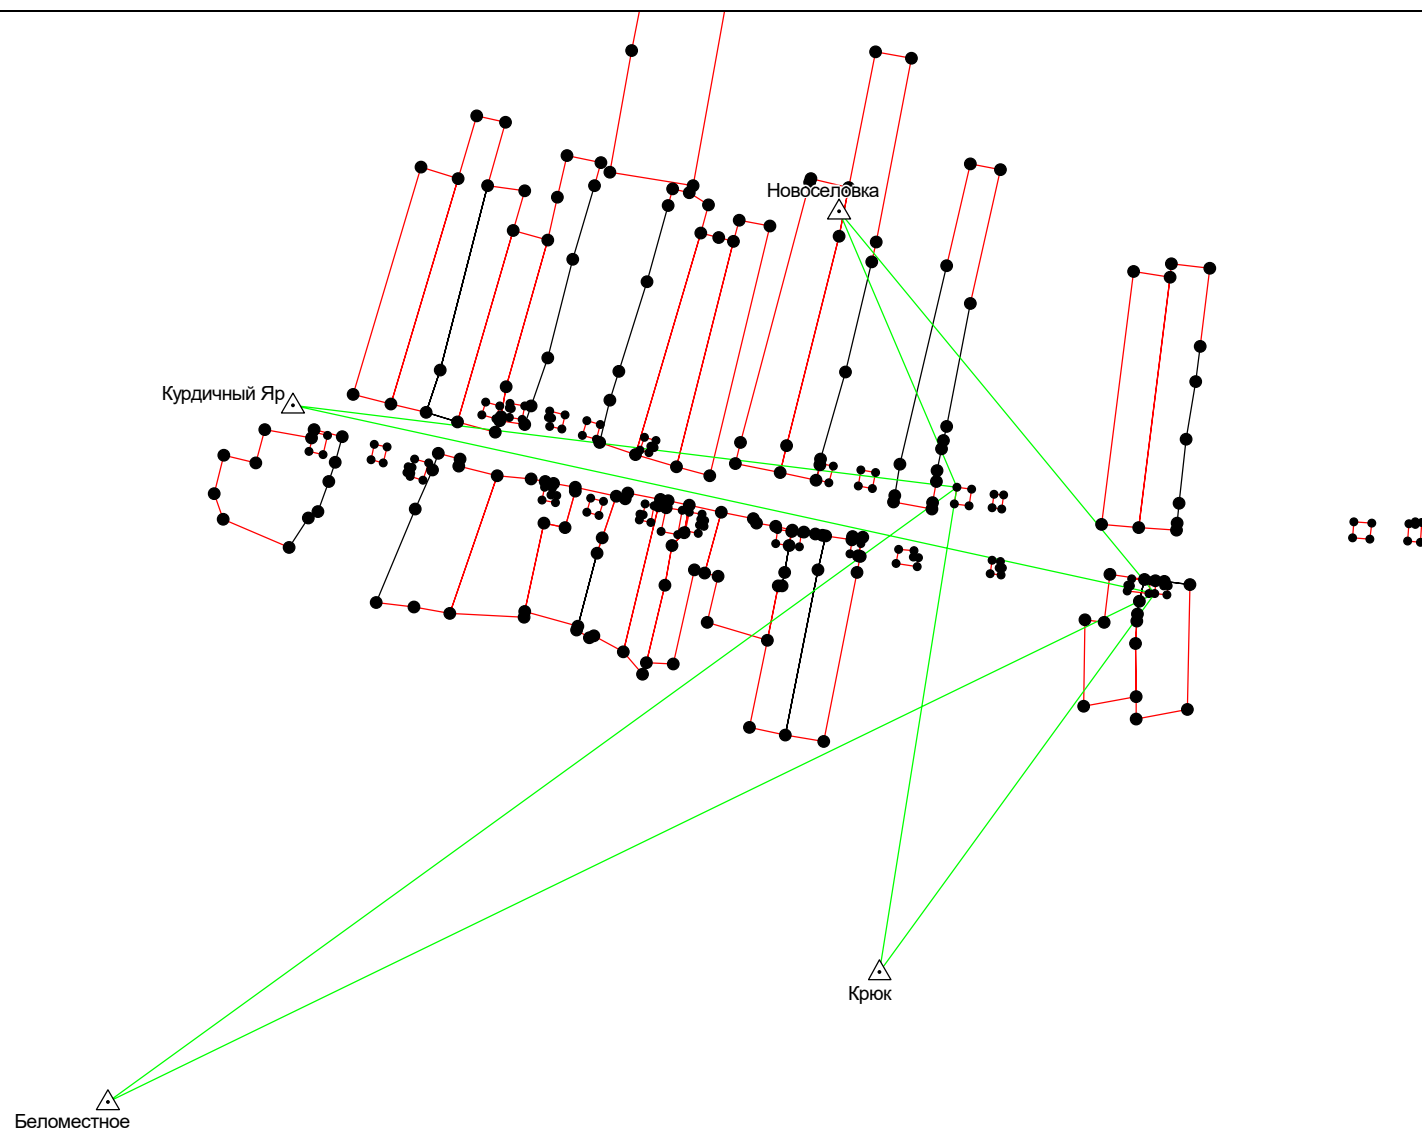 Новоселовка
Курдичный Яр
Крюк
Беломестное